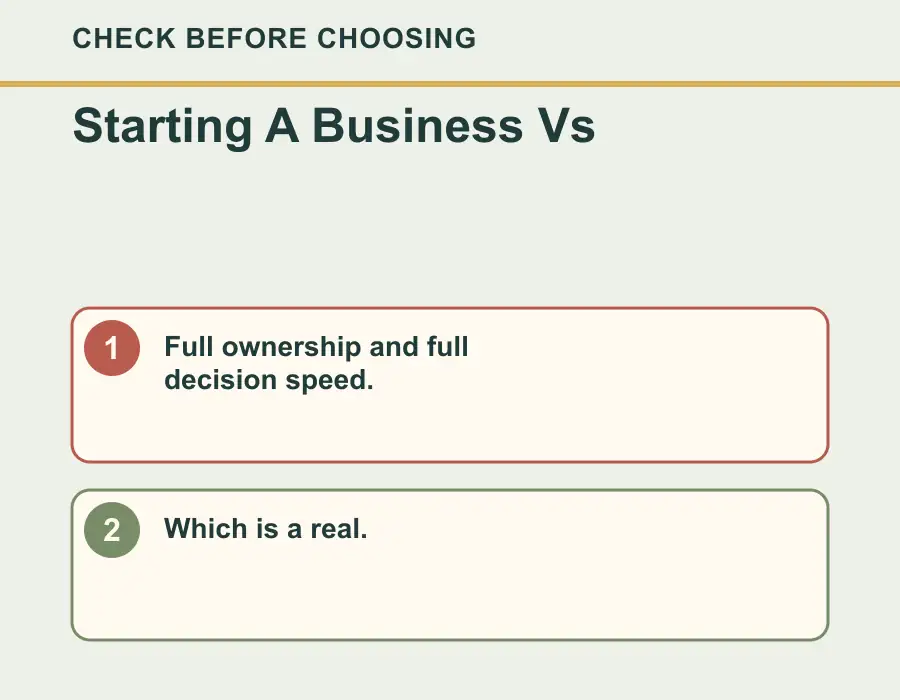 CHECK BEFORE CHOOSING
Starting A Business Vs
1
Full ownership and full
decision speed.
2
Which is a real.